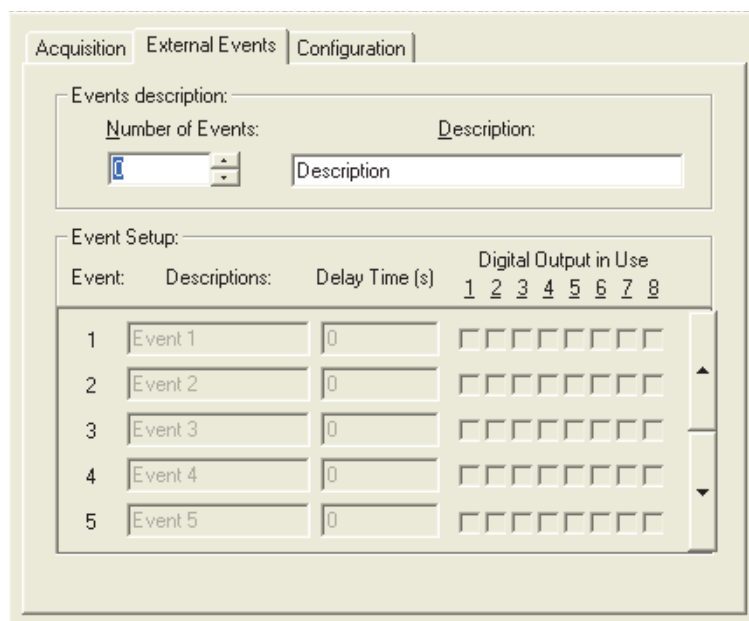 Acquisition External Events Configuration
Events description:
Number of Events: Description:
0 Description
Event Setup:
Digital Output in Use
Event: Descriptions: Delay Time (s) 1 2 3 4 5 6 7 8
1 Event 1 0
2 Event 2 0
3 Event 3 0
4 Event 4 0
5 Event 5 0